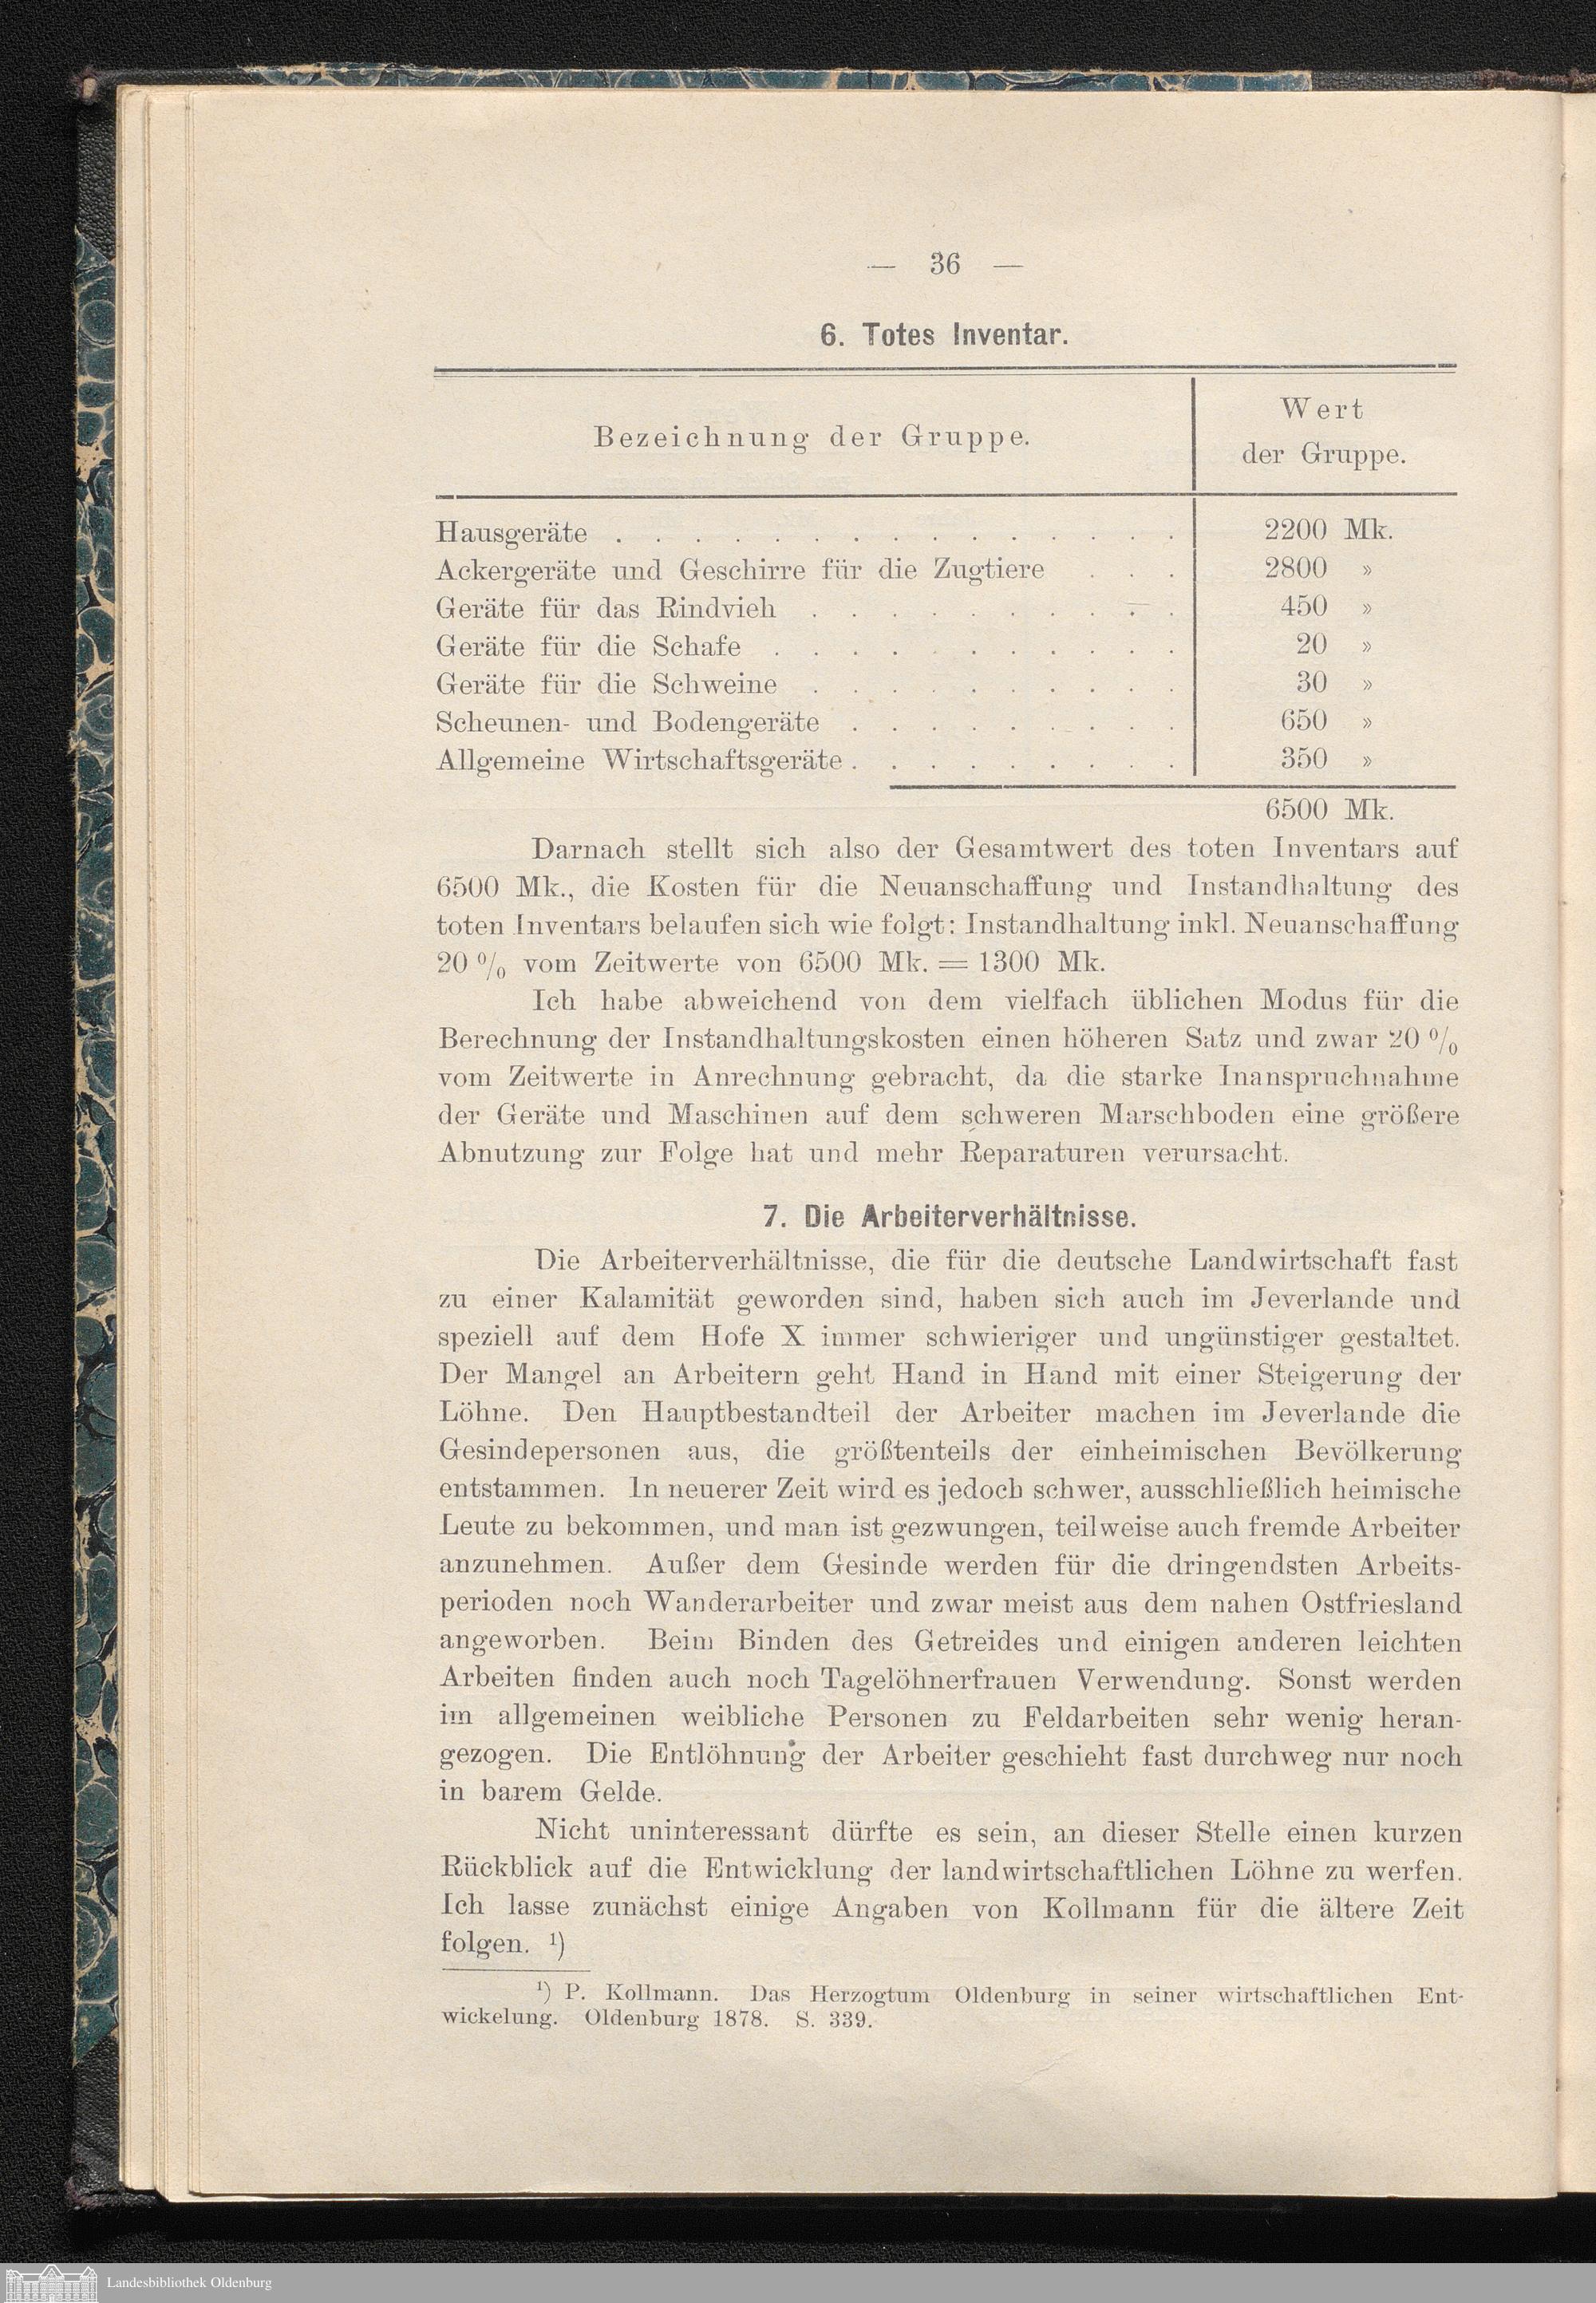 — 36 —
6. Totes Inventar.
Bezeichnung der Gruppe.
Wert
der Gruppe.
Hausgeräte . . . . . . . . . . . . . . . 2200 Mk.
Ackergeräte und Geschirre für die Zugtiere . . . 2800 »
Geräte für das Rindvieh . . . . . . . . . . 450 »
Geräte für die Schafe . . . . . . . . . . . 20 »
Geräte für die Schweine . . . . . . . . . . 30 »
Scheunen- und Bodengeräte . . . . . . . . . 650 »
Allgemeine Wirtschaftsgeräte . . . . . . . . . 350 »
6500 Mk.
Darnach stellt sich also der Gesamtwert des toten Inventars auf
6500 Mk., die Kosten für die Neuanschaffung und Instandhaltung des
toten Inventars belaufen sich wie folgt: Instandhaltung inkl. Neuanschaffung
20 % vom Zeitwerte von 6500 Mk. = 1300 Mk.
Ich habe abweichend von dem vielfach üblichen Modus für die
Berechnung der Instandhaltungskosten einen höheren Satz und zwar 20 %
vom Zeitwerte in Anrechnung gebracht, da die starke Inanspruchnahme
der Geräte und Maschinen auf dem schweren Marschboden eine größere
Abnutzung zur Folge hat und mehr Reparaturen verursacht.
7. Die Arbeiterverhältnisse.
Die Arbeiterverhältnisse, die für die deutsche Landwirtschaft fast
zu einer Kalamität geworden sind, haben sich auch im Jeverlande und
speziell auf dem Hofe X immer schwieriger und ungünstiger gestaltet.
Der Mangel an Arbeitern geht Hand in Hand mit einer Steigerung der
Löhne. Den Hauptbestandteil der Arbeiter machen im Jeverlande die
Gesindepersonen aus, die größtenteils der einheimischen Bevölkerung
entstammen. In neuerer Zeit wird es jedoch schwer, ausschließlich heimische
Leute zu bekommen, und man ist gezwungen, teilweise auch fremde Arbeiter
anzunehmen. Außer dem Gesinde werden für die dringendsten Arbeits-
perioden noch Wanderarbeiter und zwar meist aus dem nahen Ostfriesland
angeworben. Beim Binden des Getreides und einigen anderen leichten
Arbeiten finden auch noch Tagelöhnerfrauen Verwendung. Sonst werden
im allgemeinen weibliche Personen zu Feldarbeiten sehr wenig heran-
gezogen. Die Entlöhnung der Arbeiter geschieht fast durchweg nur noch
in barem Gelde.
Nicht uninteressant dürfte es sein, an dieser Stelle einen kurzen
Rückblick auf die Entwicklung der landwirtschaftlichen Löhne zu werfen.
Ich lasse zunächst einige Angaben von Kollmann für die ältere Zeit
folgen. ¹)
¹) P. Kollmann. Das Herzogtum Oldenburg in seiner wirtschaftlichen Ent-
wickelung. Oldenburg 1878. S. 339.
Landesbibliothek Oldenburg